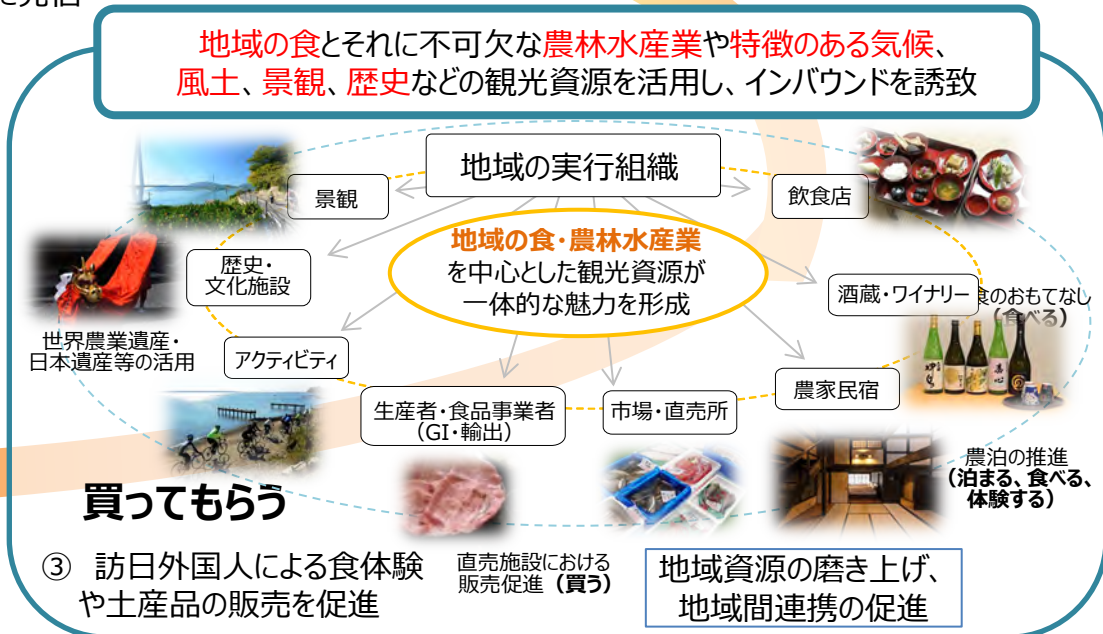 に発信
地域の食とそれに不可欠な農林水産業や特徴のある気候、
風土、景観、歴史などの観光資源を活用し、インバウンドを誘致
地域の実行組織
景観
飲食店
地域の食・農林水産業
を中心とした観光資源が
一体的な魅力を形成
歴史・
文化施設
酒蔵・ワイナリー
食のおもてなし
(食べる)
世界農業遺産・
日本遺産等の活用
アクティビティ
農家民宿
生産者・食品事業者
(GI・輸出)
市場・直売所
農泊の推進
(泊まる、食べる、
体験する)
買ってもらう
③ 訪日外国人による食体験
や土産品の販売を促進
直売施設における
販売促進 (買う)
地域資源の磨き上げ、
地域間連携の促進